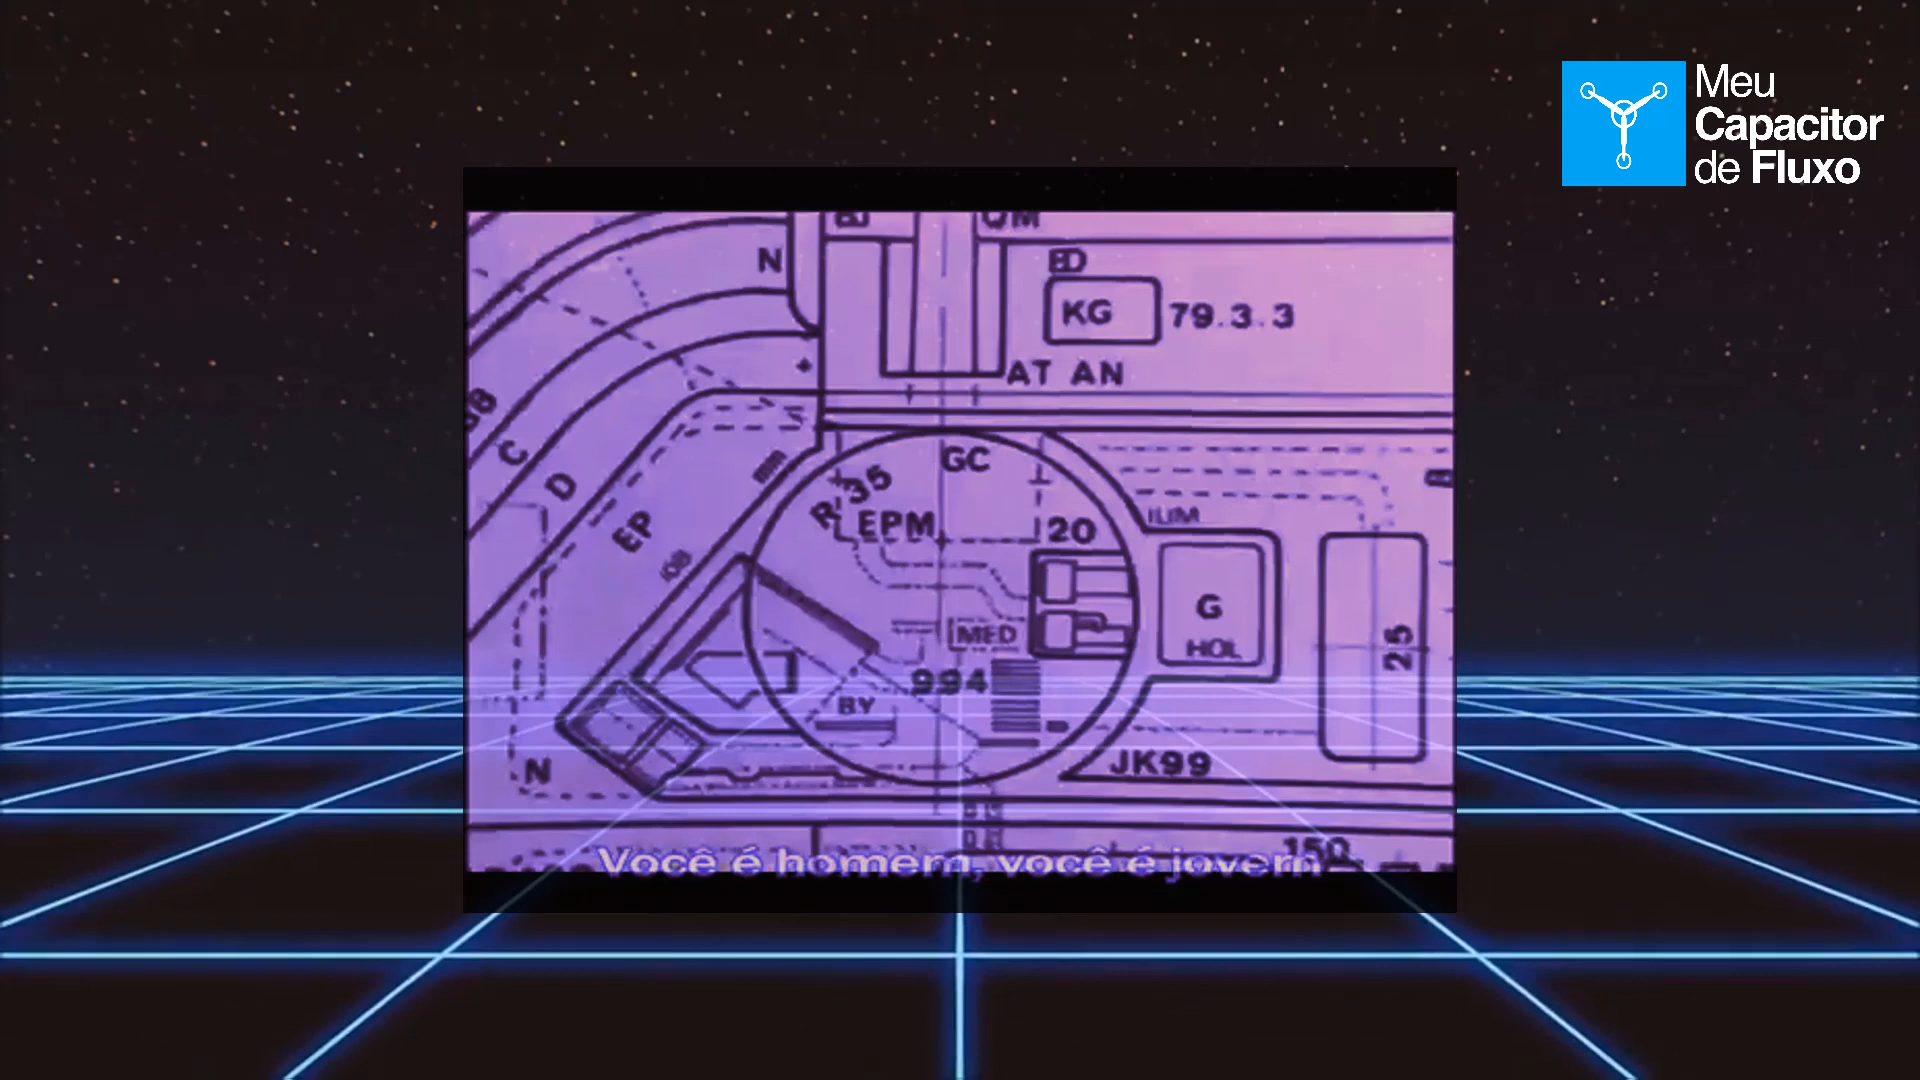 Meu
Capacitor
de Fluxo
N
ED
KG 79.3.3
AT AN
C
GC
R 35
D
EPM
20
EP
G
MED
HOL
25
994
BY
JK99
N
150
Você é homem, você é jovem